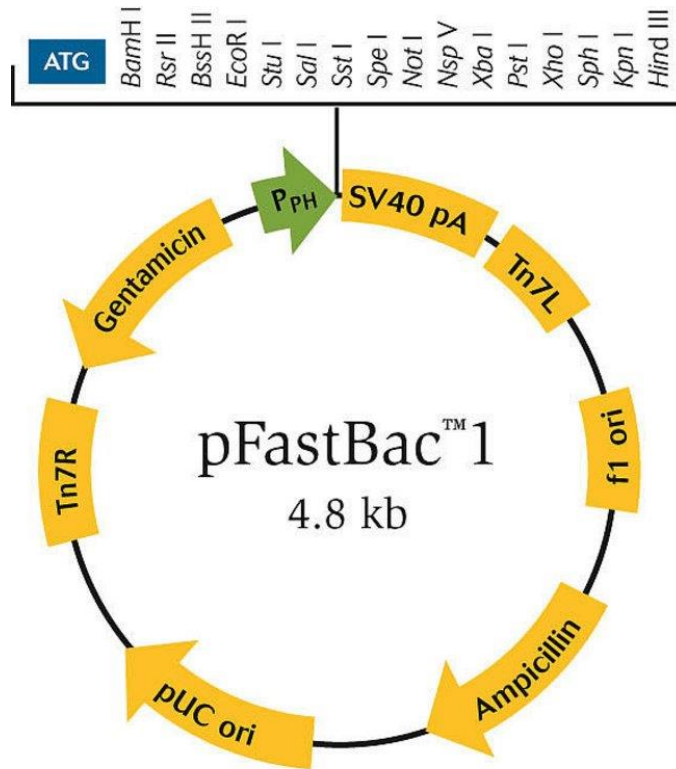 ATG BamH I Rsr II BssH II EcoR I Stu I Sal I Sst I Spe I Not I Nsp V Xba I Pst I Xho I Sph I Kpn I Hind III
PPH
SV40 pA
Tn7L
f1 ori
Ampicillin
pUC ori
Tn7R
Gentamicin
pFastBac™1
4.8 kb